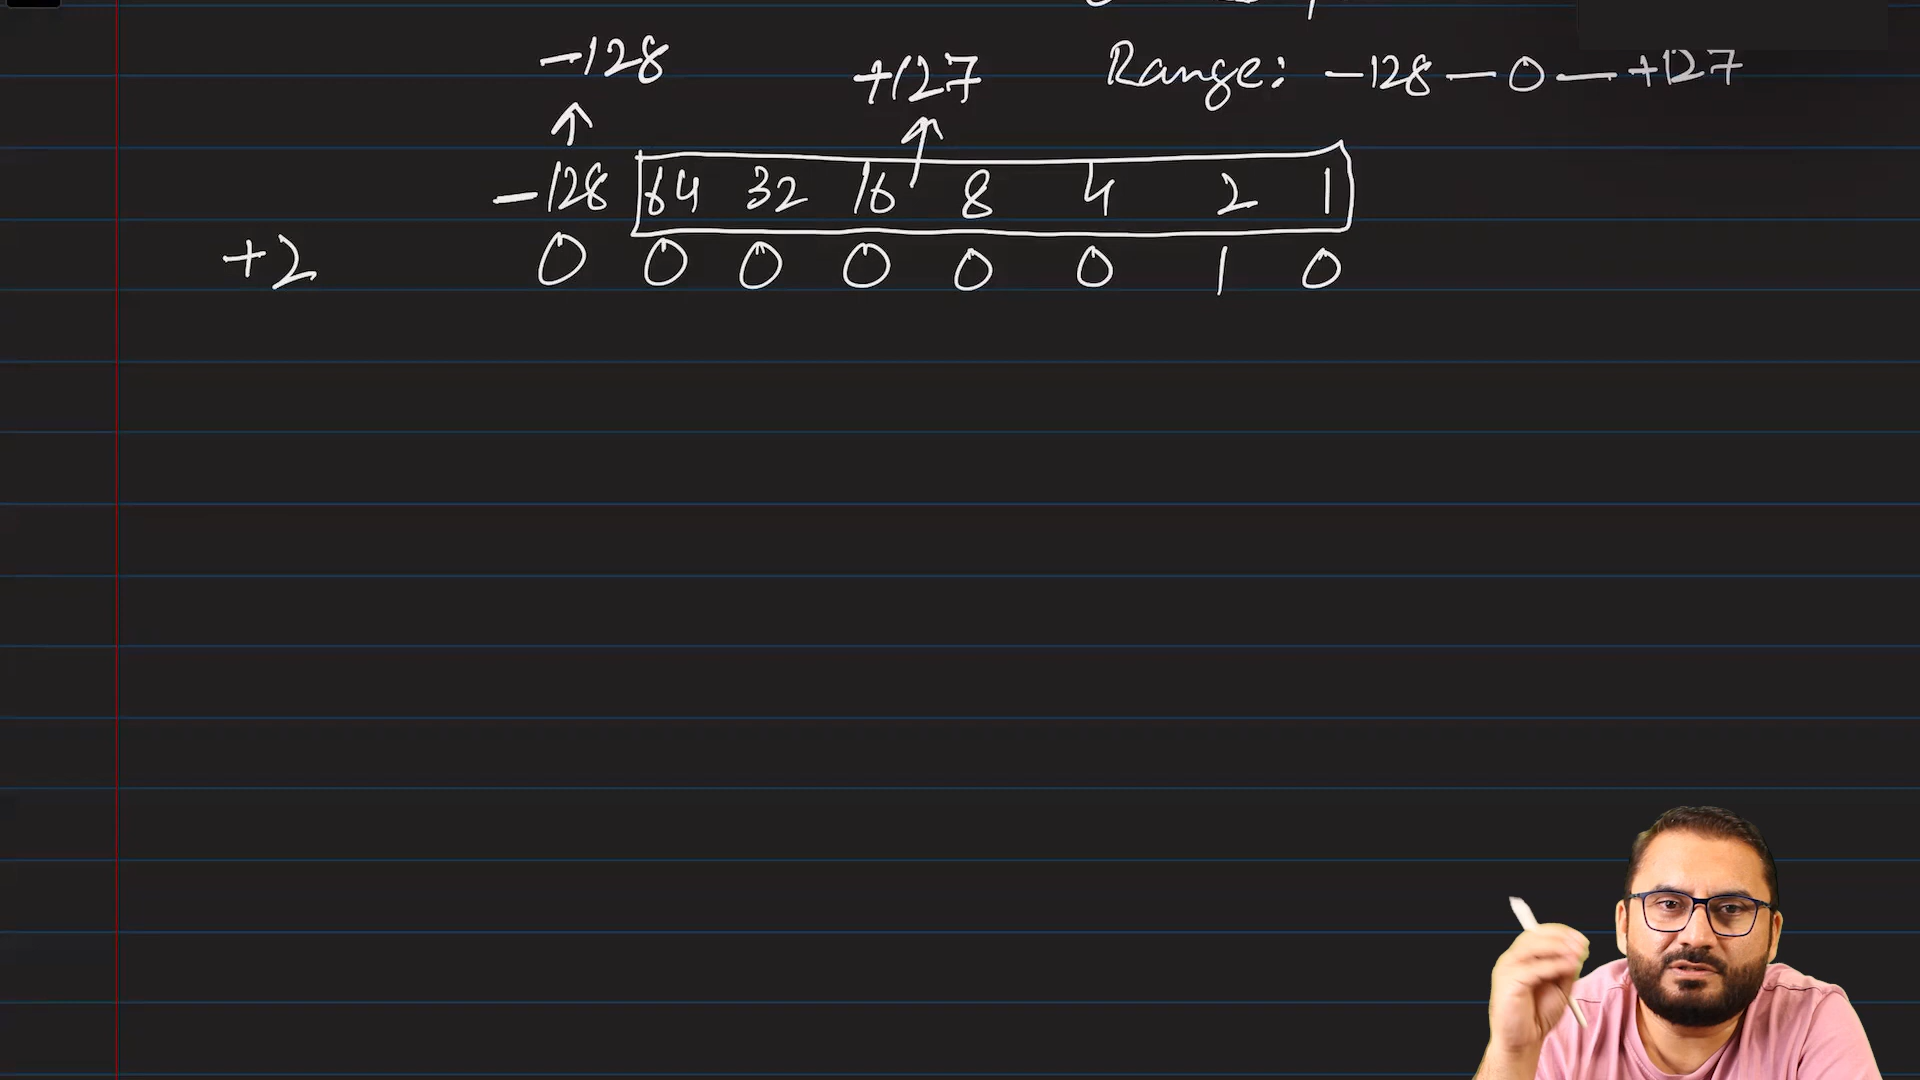 -128 +127 Range: -128 — 0 — +127
-128 64 32 16 8 4 2 1
+2 0 0 0 0 0 0 1 0